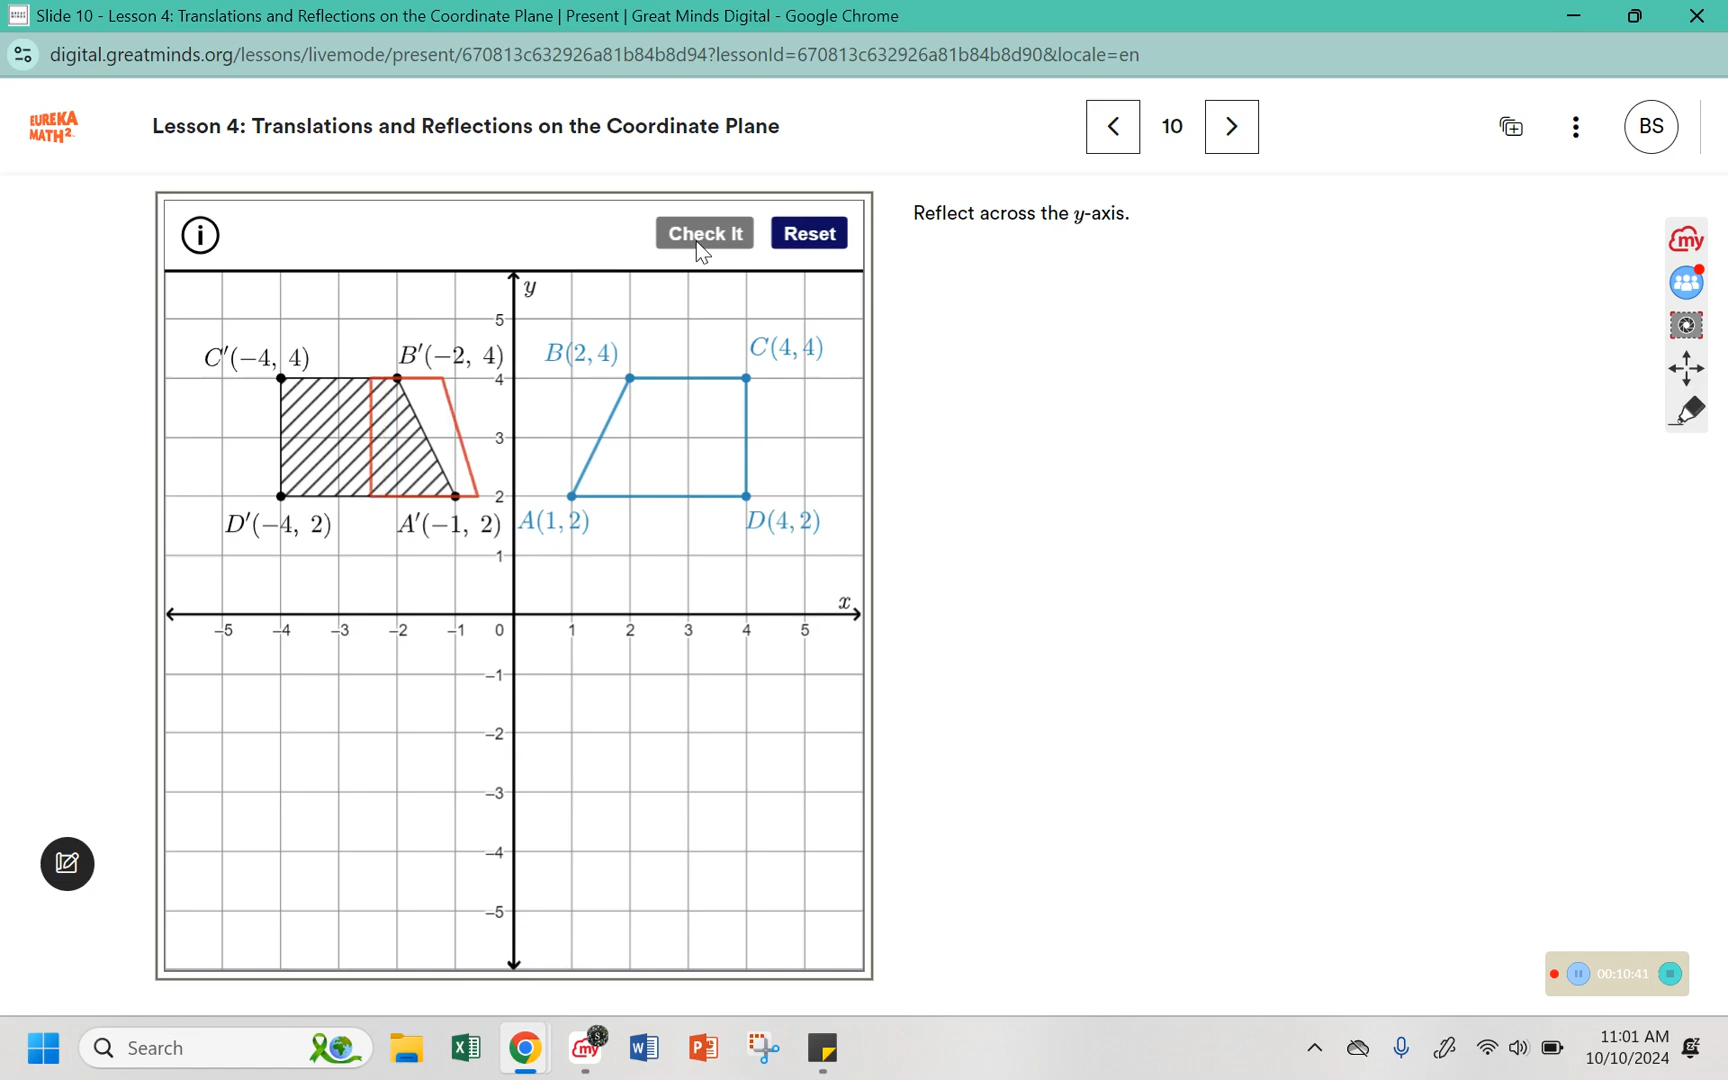 Slide 10 - Lesson 4: Translations and Reflections on the Coordinate Plane | Present | Great Minds Digital - Google Chrome
digital.greatminds.org/lessons/livemode/present/670813c632926a81b84b8d94?lessonId=670813c632926a81b84b8d90&locale=en
EUREKA
MATH²
Lesson 4: Translations and Reflections on the Coordinate Plane
10
BS
i
Check It
Reset
Reflect across the y-axis.
my
y
5
C′(−4, 4)
B′(−2, 4)
B(2,4)
C(4,4)
4
3
2
D′(−4, 2)
A′(−1, 2)
A(1,2)
D(4,2)
1
x
−5 −4 −3 −2 −1 0 1 2 3 4 5
−1
−2
−3
−4
−5
00:10:41
Search
my
S
11:01 AM
10/10/2024